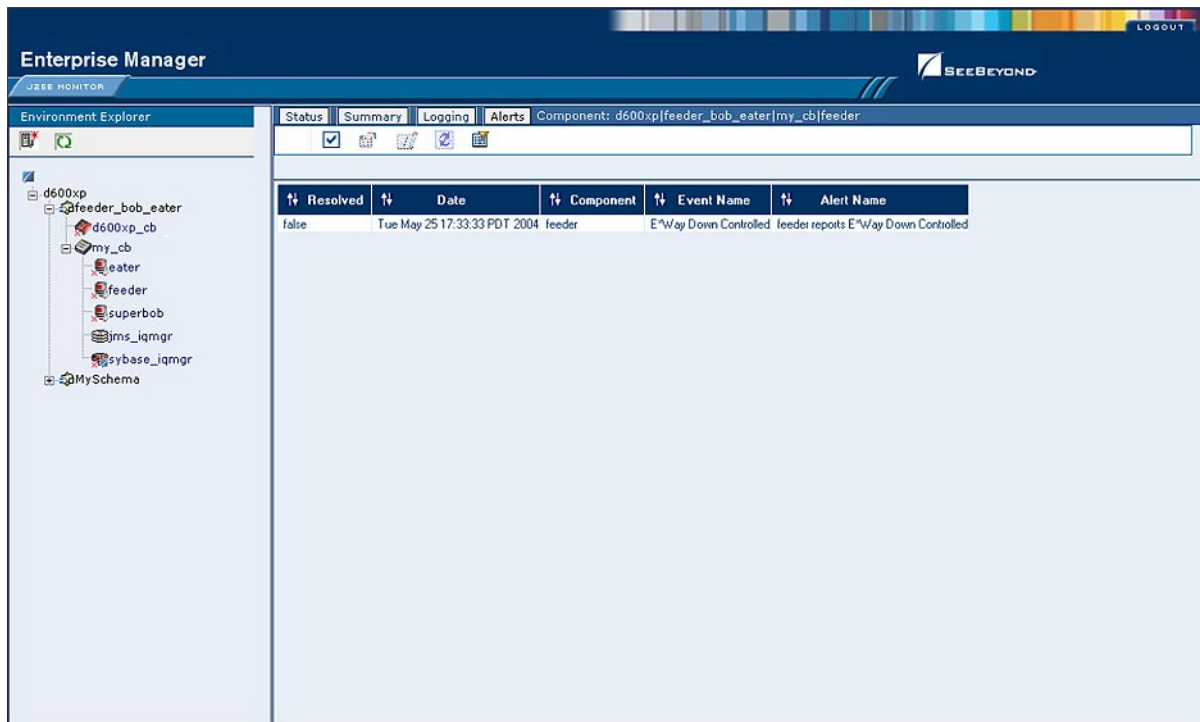 LOGOUT
Enterprise Manager
SEEBEYOND
J2EE MONITOR
Environment Explorer
Status Summary Logging Alerts Component: d600xp|feeder_bob_eater|my_cb|feeder
d600xp
feeder_bob_eater
d600xp_cb
my_cb
eater
feeder
superbob
jms_iqmgr
sybase_iqmgr
MySchema
Resolved Date Component Event Name Alert Name
false Tue May 25 17:33:33 PDT 2004 feeder E*Way Down Controlled feeder reports E*Way Down Controlled